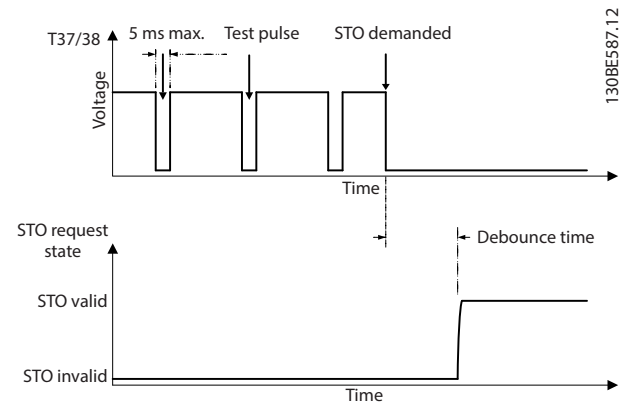 T37/38
5 ms max.
Test pulse
STO demanded
130BE587.12
Voltage
Time
STO request
state
Debounce time
STO valid
STO invalid
Time